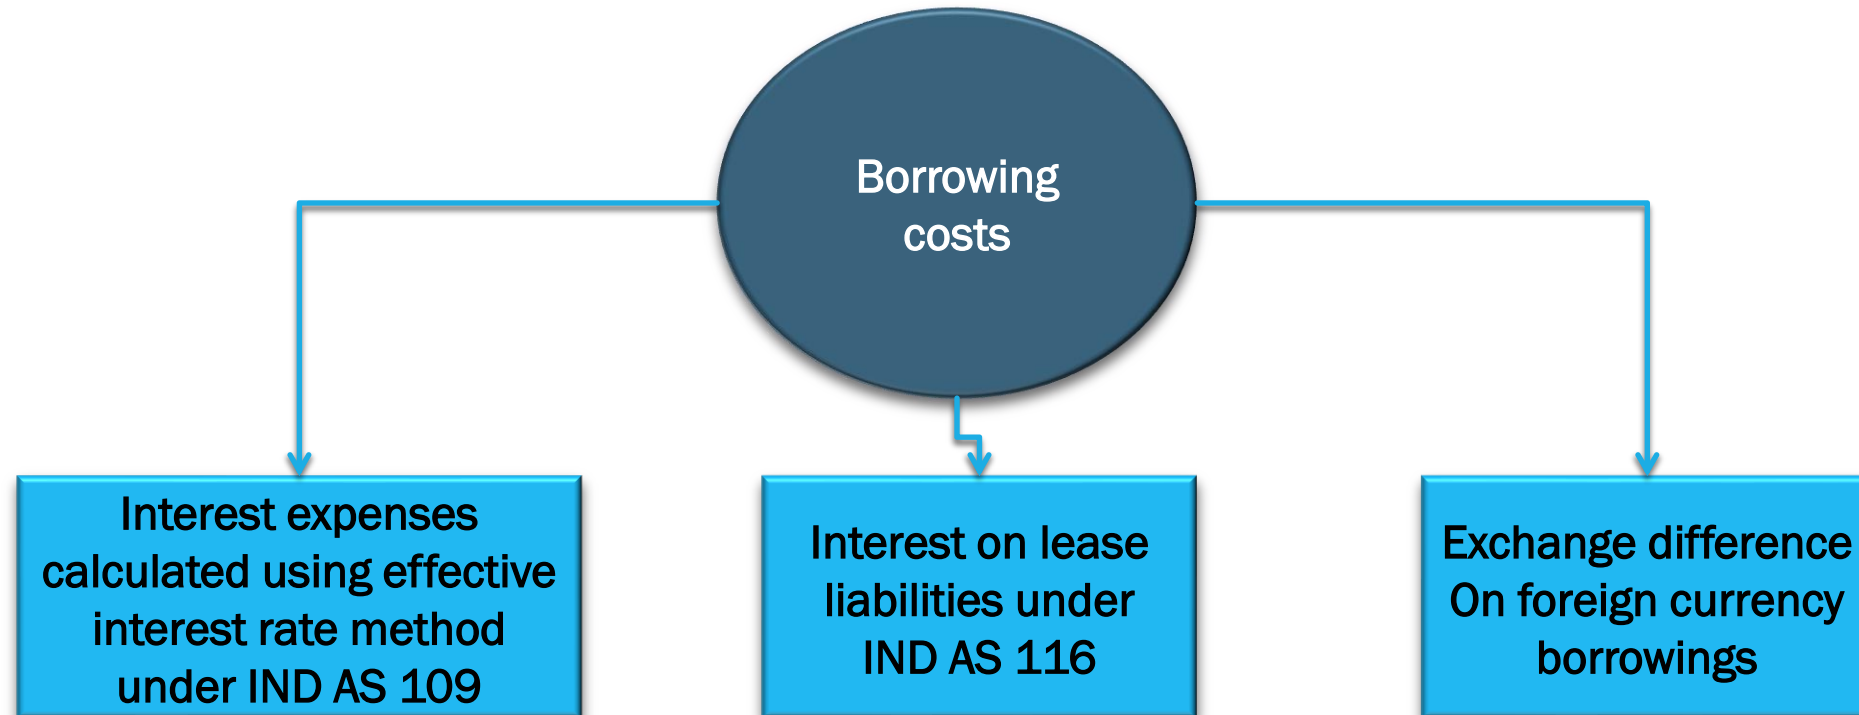 Borrowing
costs
Interest expenses
calculated using effective
interest rate method
under IND AS 109
Interest on lease
liabilities under
IND AS 116
Exchange difference
On foreign currency
borrowings